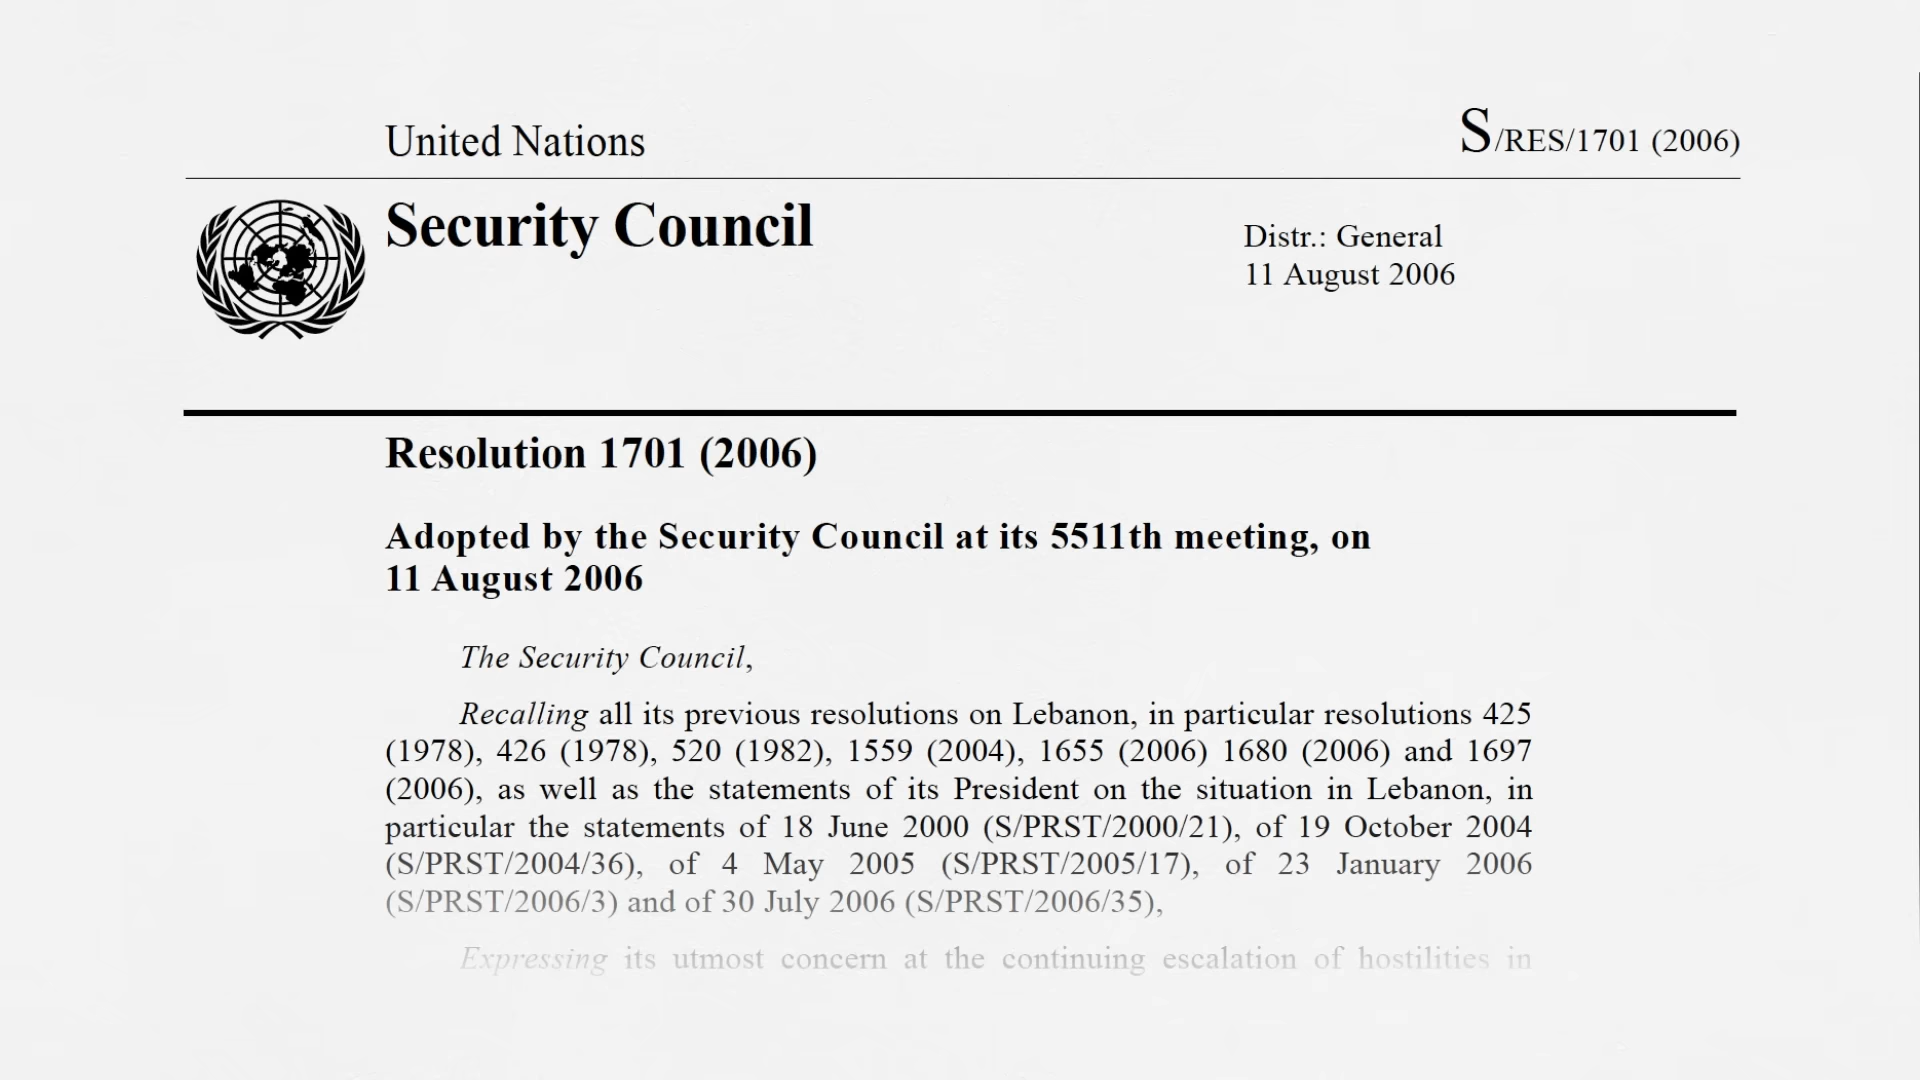 United Nations
S/RES/1701 (2006)
Security Council
Distr.: General
11 August 2006
Resolution 1701 (2006)
Adopted by the Security Council at its 5511th meeting, on
11 August 2006
The Security Council,
Recalling all its previous resolutions on Lebanon, in particular resolutions 425
(1978), 426 (1978), 520 (1982), 1559 (2004), 1655 (2006) 1680 (2006) and 1697
(2006), as well as the statements of its President on the situation in Lebanon, in
particular the statements of 18 June 2000 (S/PRST/2000/21), of 19 October 2004
(S/PRST/2004/36), of 4 May 2005 (S/PRST/2005/17), of 23 January 2006
(S/PRST/2006/3) and of 30 July 2006 (S/PRST/2006/35),
Expressing its utmost concern at the continuing escalation of hostilities in